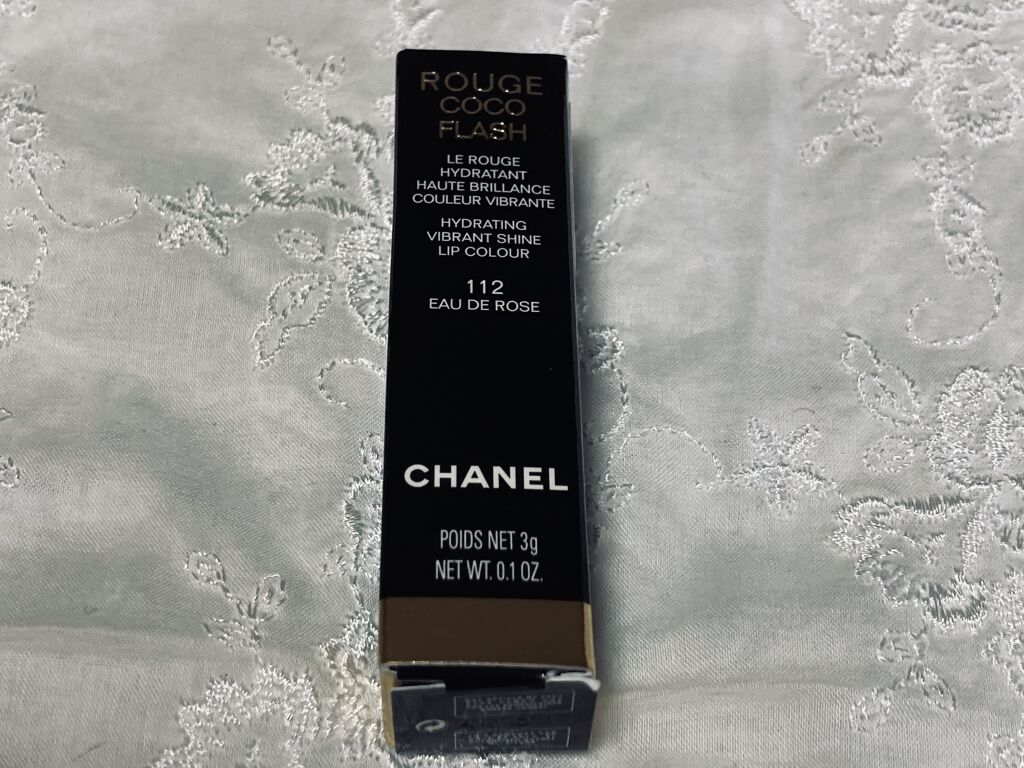 ROUGE
COCO
FLASH
LE ROUGE
HYDRATANT
HAUTE BRILLANCE
COULEUR VIBRANTE
HYDRATING
VIBRANT SHINE
LIP COLOUR
112
EAU DE ROSE
CHANEL
POIDS NET 3g
NET WT. 0.1 OZ.